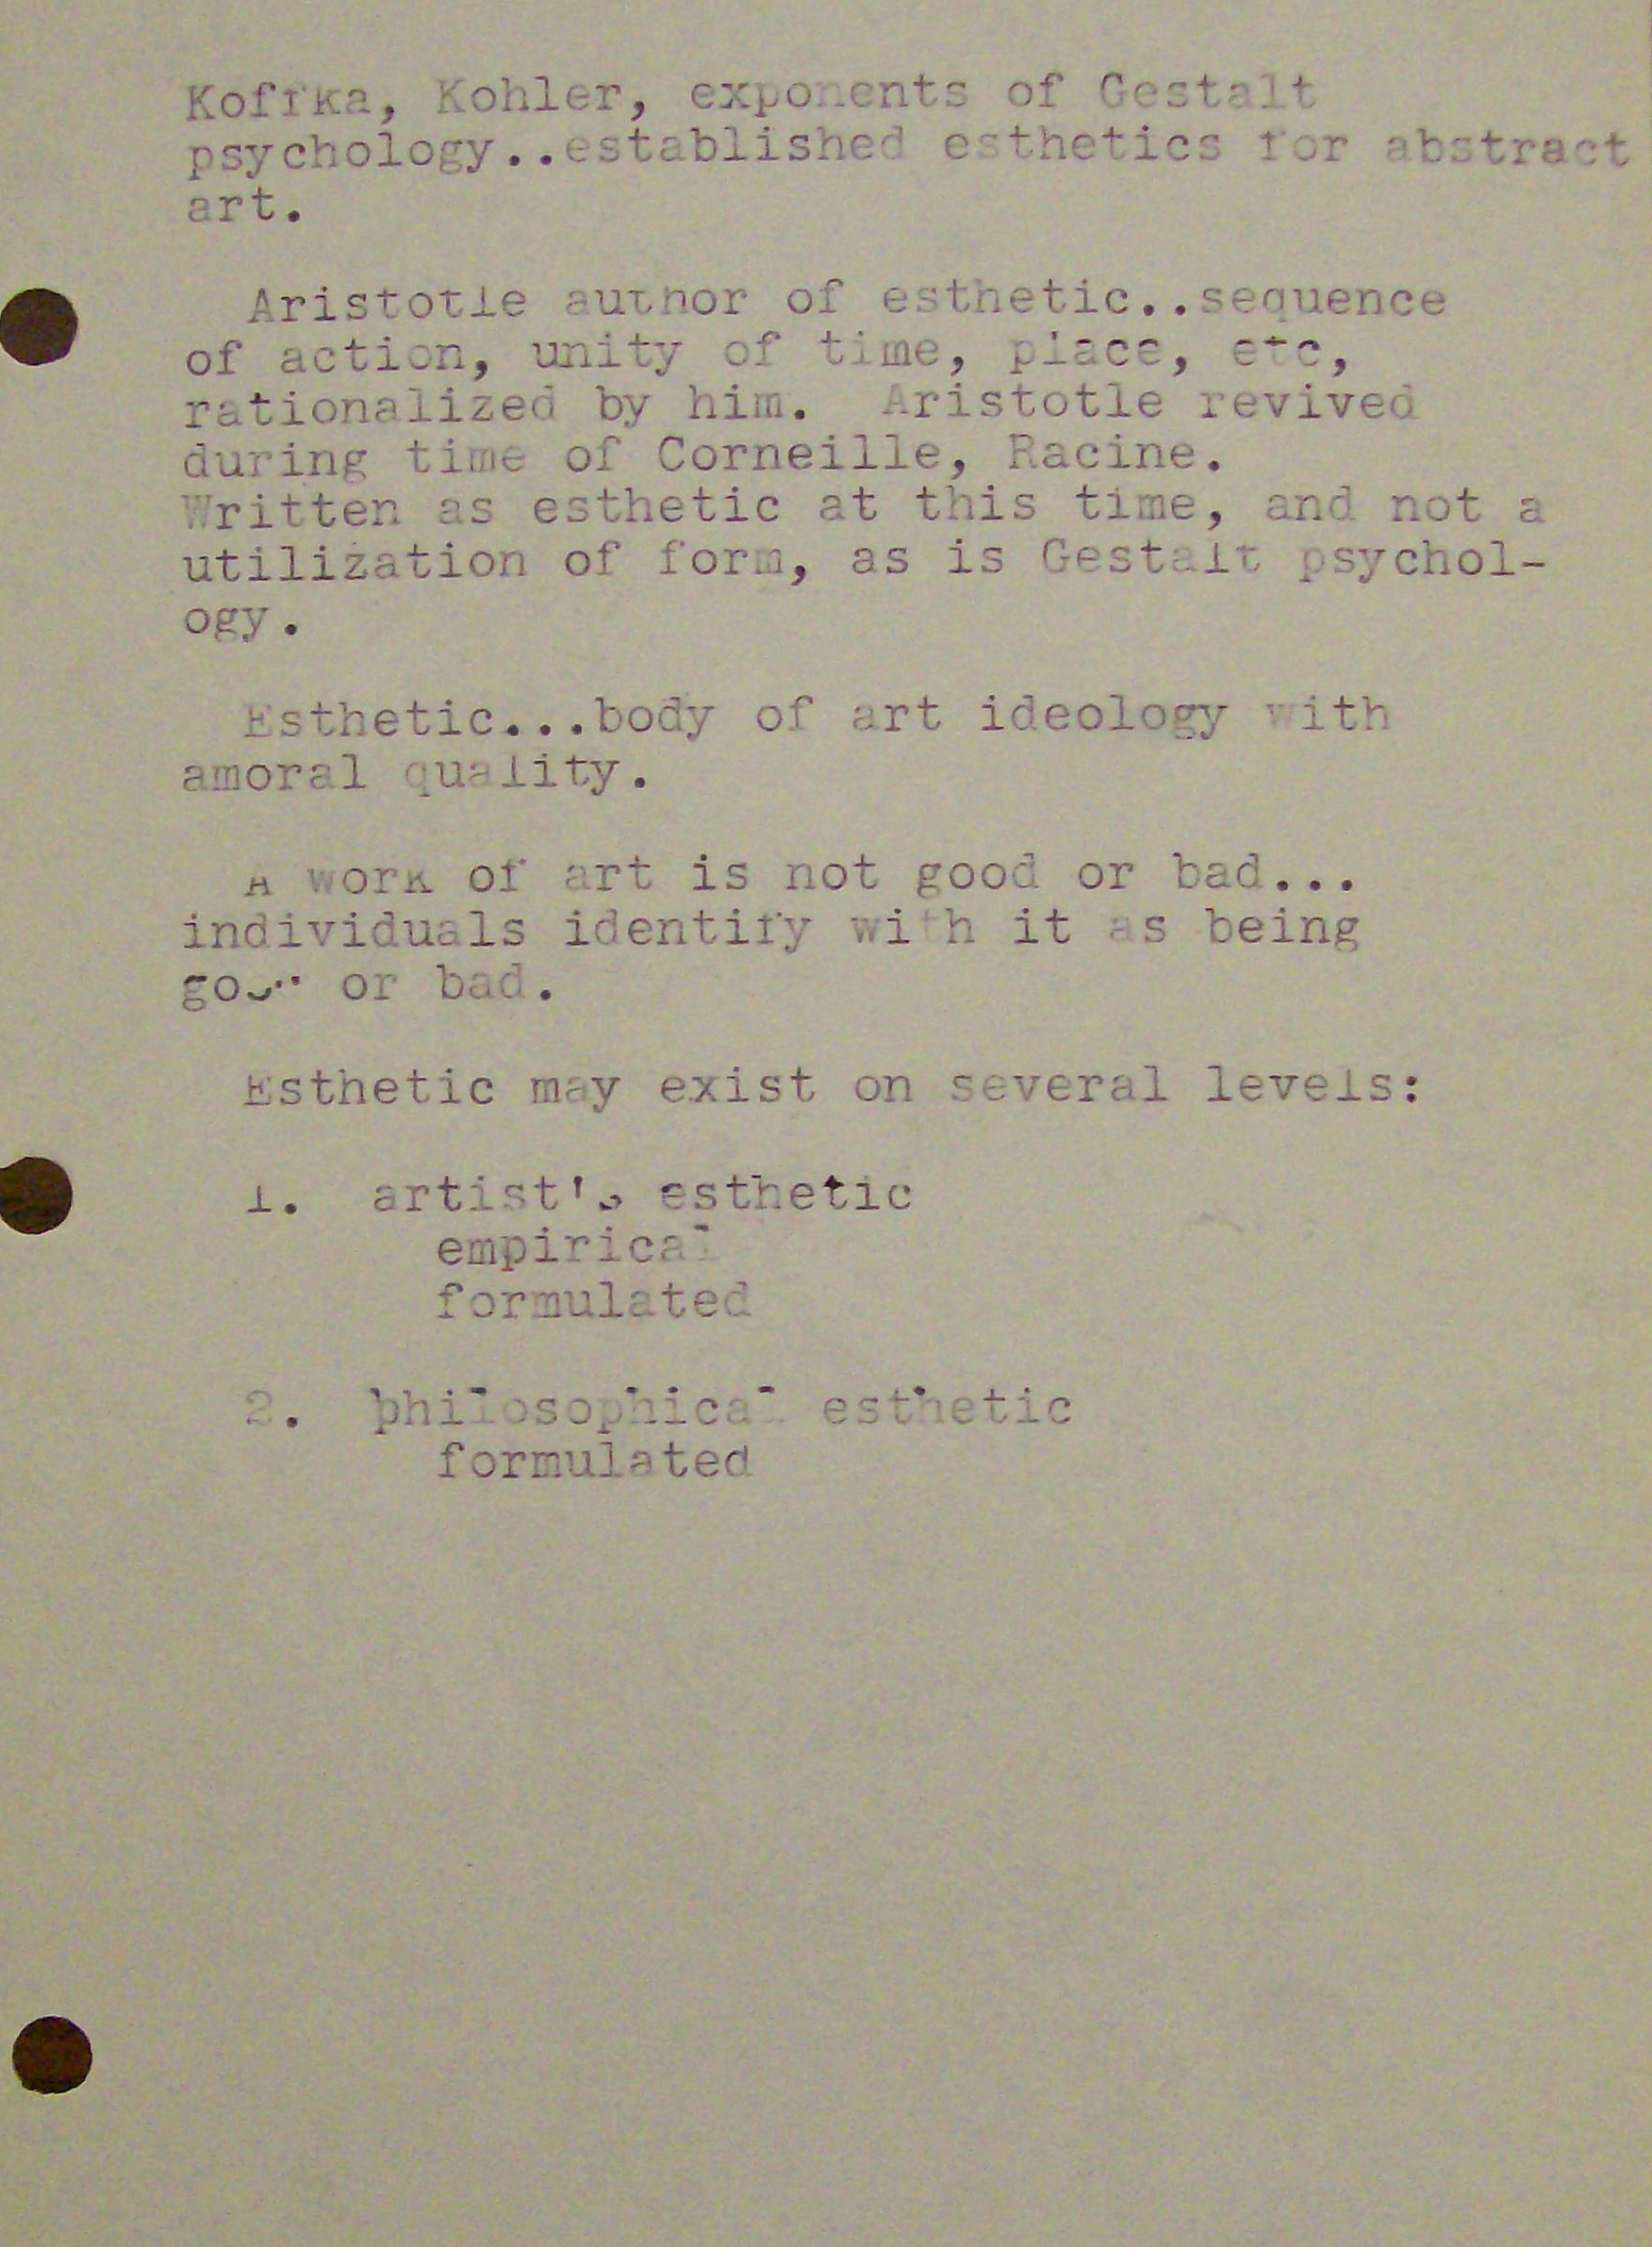 Koffka, Kohler, exponents of Gestalt
psychology..established esthetics for abstract
art.
Aristotle author of esthetic..sequence
of action, unity of time, place, etc,
rationalized by him.  Aristotle revived
during time of Corneille, Racine.
Written as esthetic at this time, and not a
utilization of form, as is Gestalt psychol-
ogy.
Esthetic...body of art ideology with
amoral quality.
A work of art is not good or bad...
individuals identify with it as being
good or bad.
Esthetic may exist on several levels:
1.  artist's esthetic
empirical
formulated
2.  philosophical esthetic
formulated